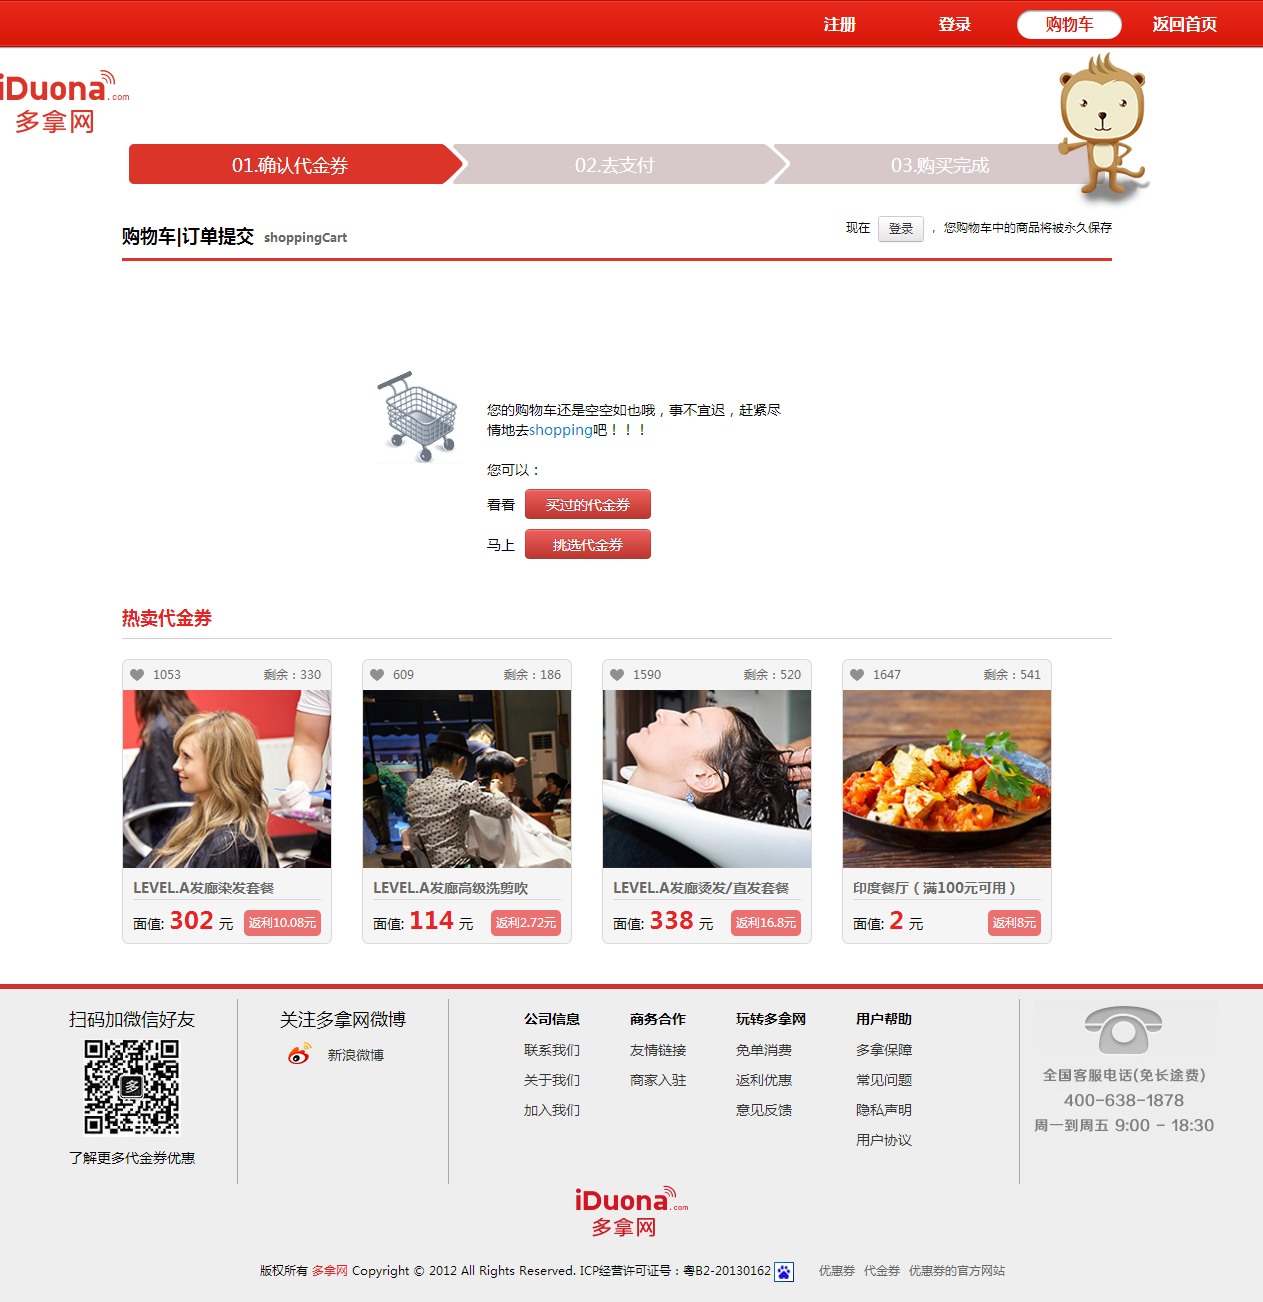 注册 登录 购物车 返回首页
iDuona.com
多拿网
01.确认代金券 02.去支付 03.购买完成
购物车|订单提交 shoppingCart 现在 登录 ，您购物车中的商品将被永久保存
您的购物车还是空空如也哦，事不宜迟，赶紧尽
情地去shopping吧！！！
您可以：
看看 买过的代金券
马上 挑选代金券
热卖代金券
1053 剩余：330 609 剩余：186 1590 剩余：520 1647 剩余：541
LEVEL.A发廊染发套餐 LEVEL.A发廊高级洗剪吹 LEVEL.A发廊烫发/直发套餐 印度餐厅（满100元可用）
面值: 302 元 返利10.08元 面值: 114 元 返利2.72元 面值: 338 元 返利16.8元 面值: 2 元 返利8元
扫码加微信好友 关注多拿网微博 公司信息 商务合作 玩转多拿网 用户帮助
新浪微博 联系我们 友情链接 免单消费 多拿保障
关于我们 商家入驻 返利优惠 常见问题
加入我们 意见反馈 隐私声明
用户协议
多
了解更多代金券优惠
全国客服电话(免长途费)
400-638-1878
周一到周五 9:00 - 18:30
iDuona.com
多拿网
版权所有 多拿网 Copyright © 2012 All Rights Reserved. ICP经营许可证号：粤B2-20130162 优惠券 代金券 优惠券的官方网站